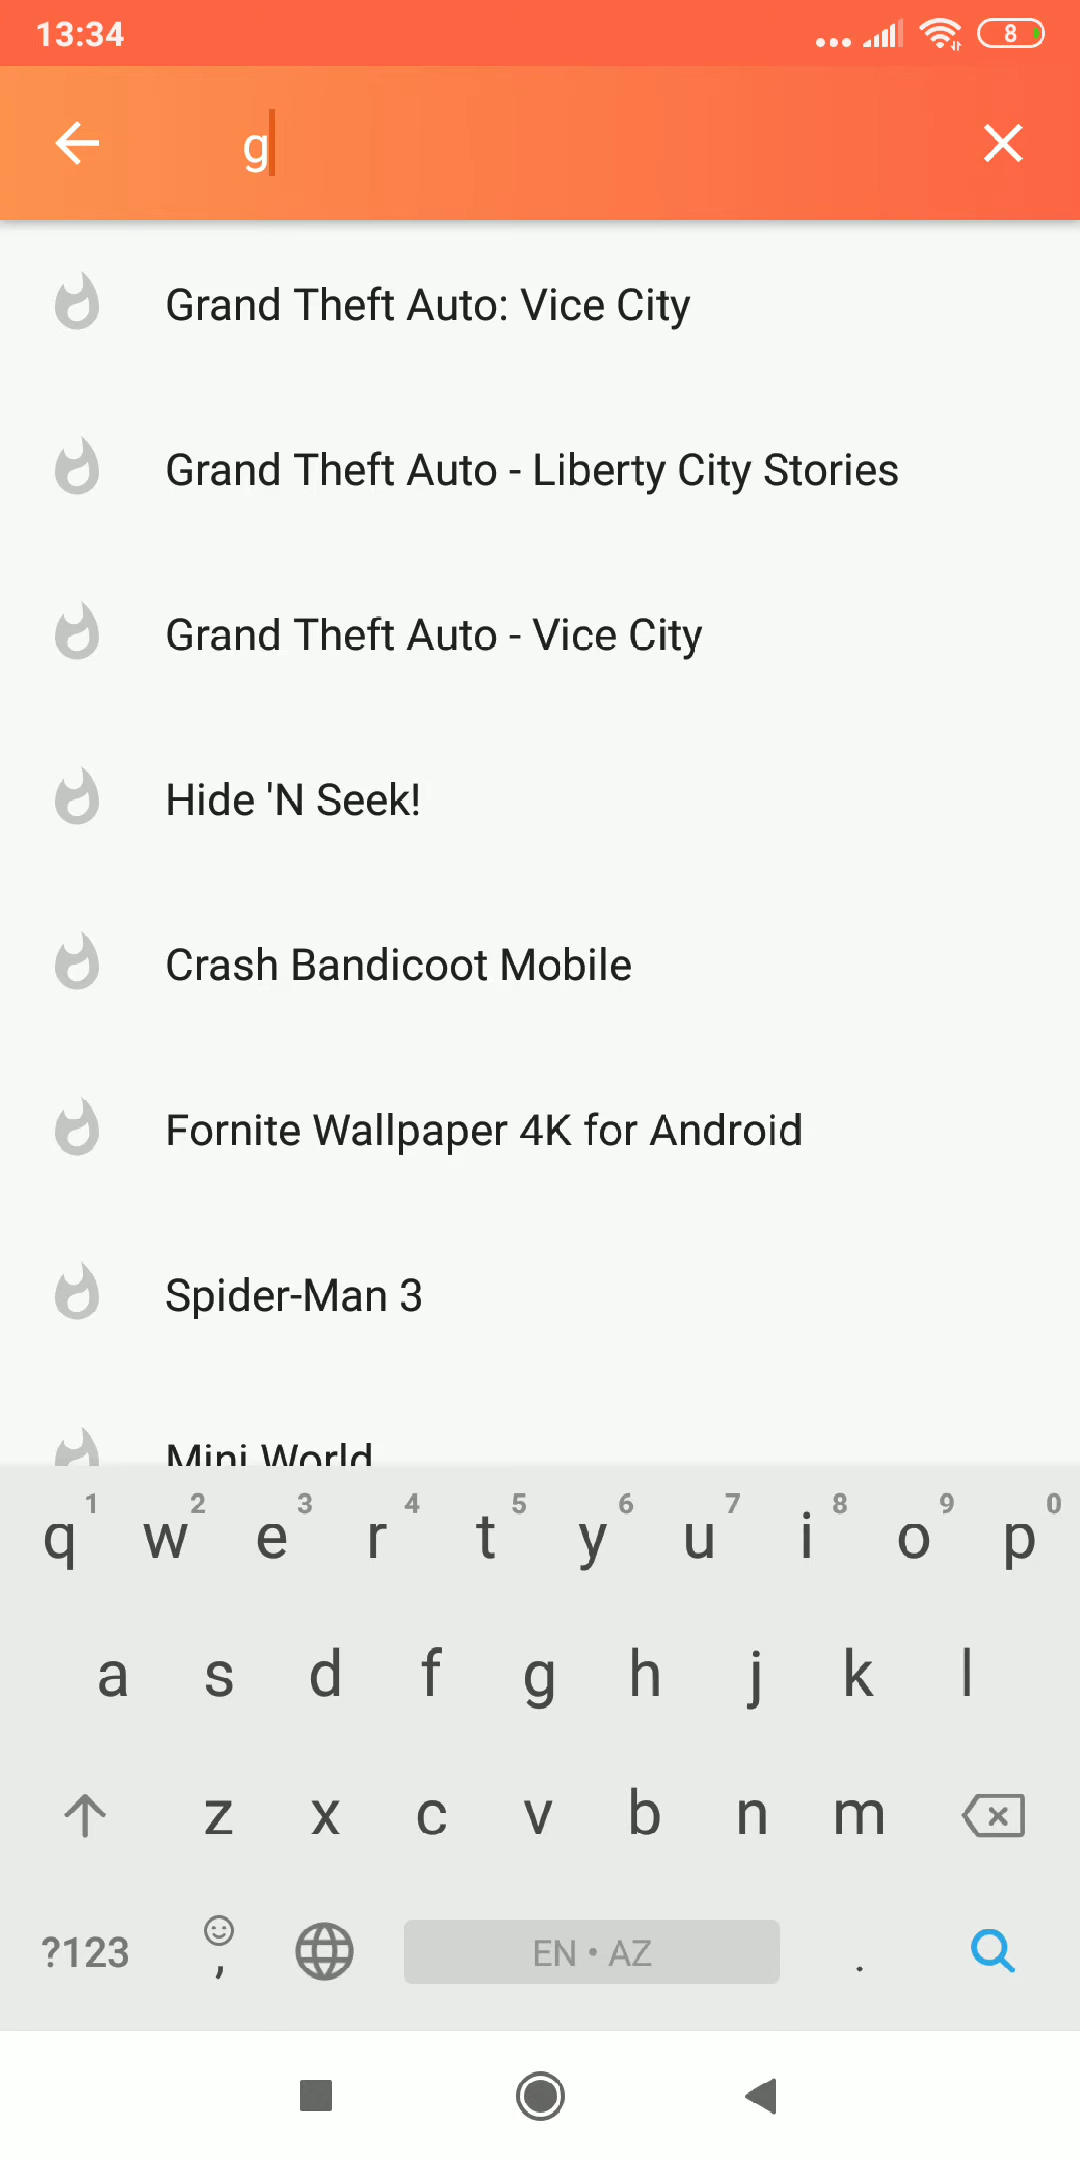 13:34
8
g
Grand Theft Auto: Vice City
Grand Theft Auto - Liberty City Stories
Grand Theft Auto - Vice City
Hide 'N Seek!
Crash Bandicoot Mobile
Fornite Wallpaper 4K for Android
Spider-Man 3
Mini World
1 2 3 4 5 6 7 8 9 0
q w e r t y u i o p
a s d f g h j k l
z x c v b n m
?123 , EN • AZ .